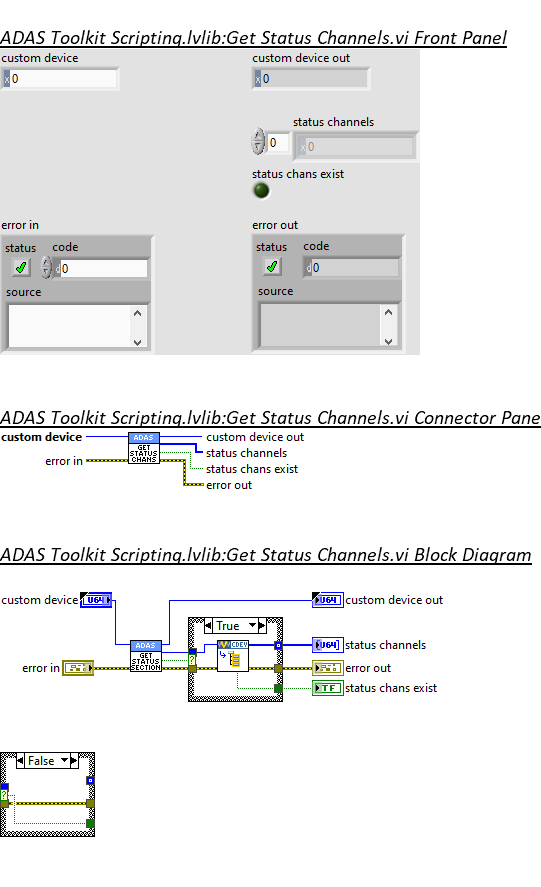 ADAS Toolkit Scripting.lvlib:Get Status Channels.vi Front Panel
custom device
custom device out
x 0
x 0
status channels
0
x 0
status chans exist
error in
error out
status
code
status
code
d 0
d 0
source
source
ADAS Toolkit Scripting.lvlib:Get Status Channels.vi Connector Pane
custom device
ADAS
GET
STATUS
CHANS
custom device out
status channels
error in
status chans exist
error out
ADAS Toolkit Scripting.lvlib:Get Status Channels.vi Block Diagram
custom device
U64
U64
custom device out
True
ADAS
GET
STATUS
SECTION
?
CDEV
U64
status channels
error in
error out
TF
status chans exist
False
?